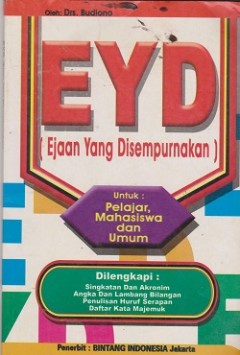 Oleh: Drs. Budiono
EYD
( Ejaan Yang Disempurnakan )
Untuk :
Pelajar,
Mahasiswa
dan
Umum
Dilengkapi :
Singkatan Dan Akronim
Angka Dan Lambang Bilangan
Penulisan Huruf Serapan
Daftar Kata Majemuk
Penerbit : BINTANG INDONESIA Jakarta